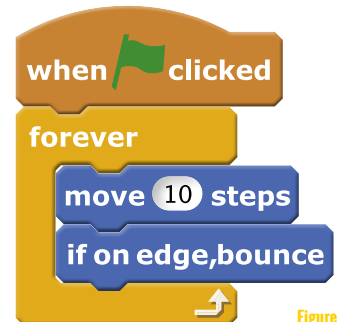 when clicked
forever
move 10 steps
if on edge,bounce
Figure